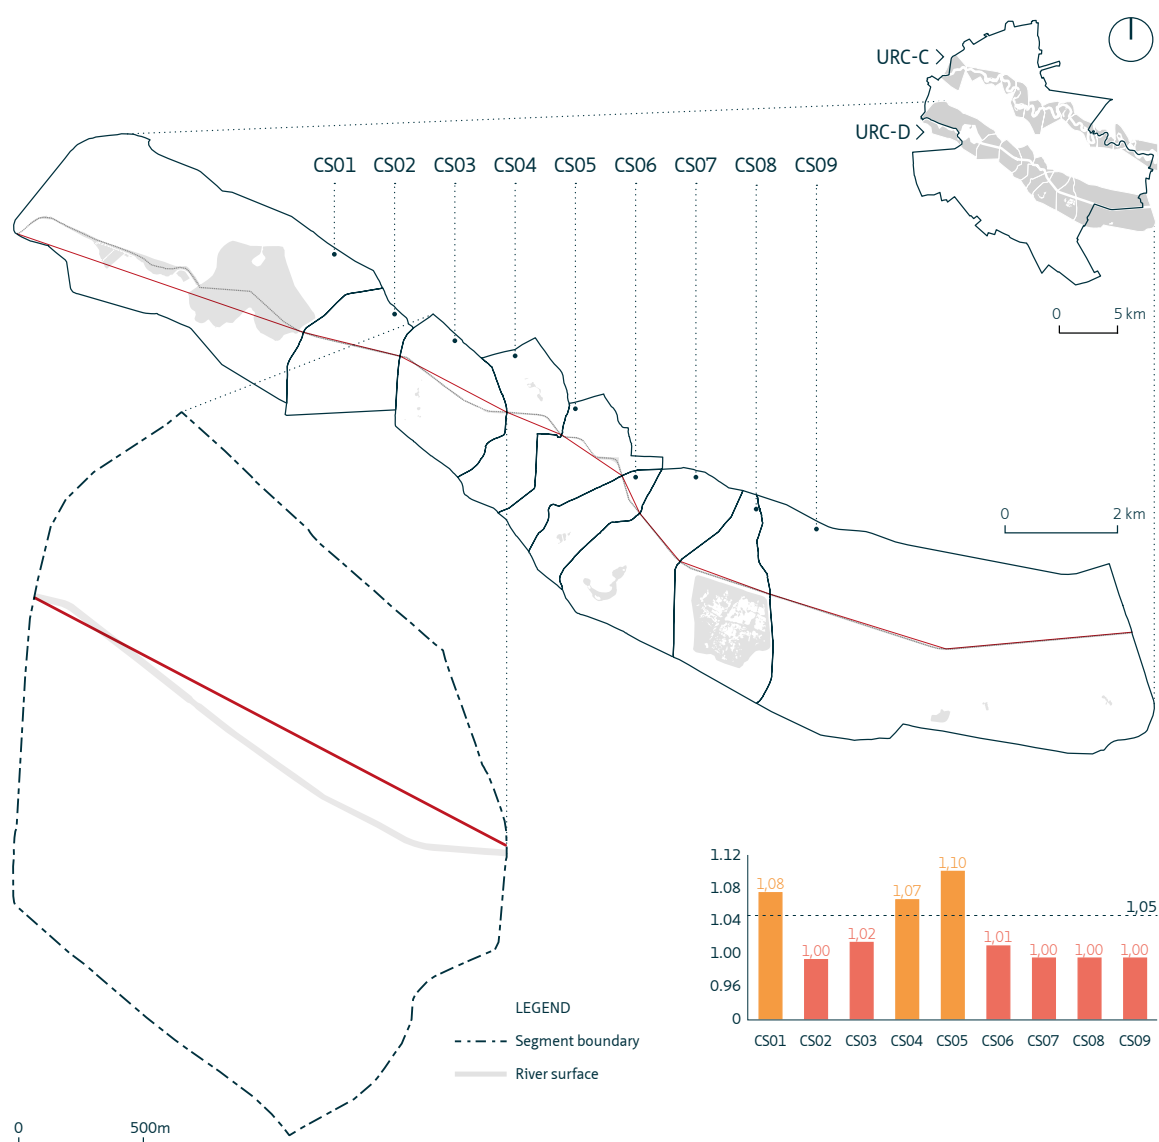 URC-C
URC-D
0 5 km
CS01 CS02 CS03 CS04 CS05 CS06 CS07 CS08 CS09
0 2 km
1.12
1.08
1.04
1.00
0.96
0
1,08
1,00
1,02
1,07
1,10
1,01
1,00
1,00
1,00
1,05
CS01 CS02 CS03 CS04 CS05 CS06 CS07 CS08 CS09
LEGEND
Segment boundary
River surface
0 500m